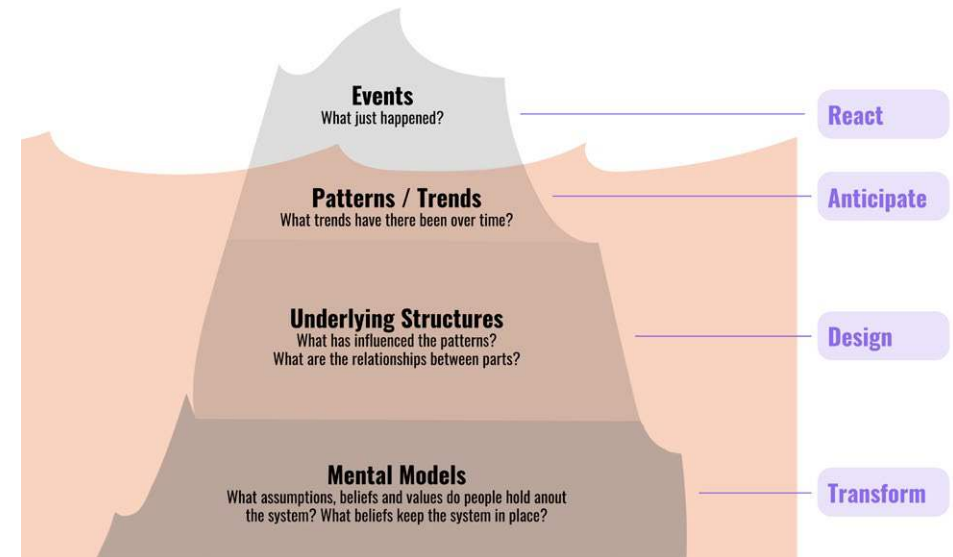 Events
What just happened?
React
Patterns / Trends
What trends have there been over time?
Anticipate
Underlying Structures
What has influenced the patterns?
What are the relationships between parts?
Design
Mental Models
What assumptions, beliefs and values do people hold anout
the system? What beliefs keep the system in place?
Transform